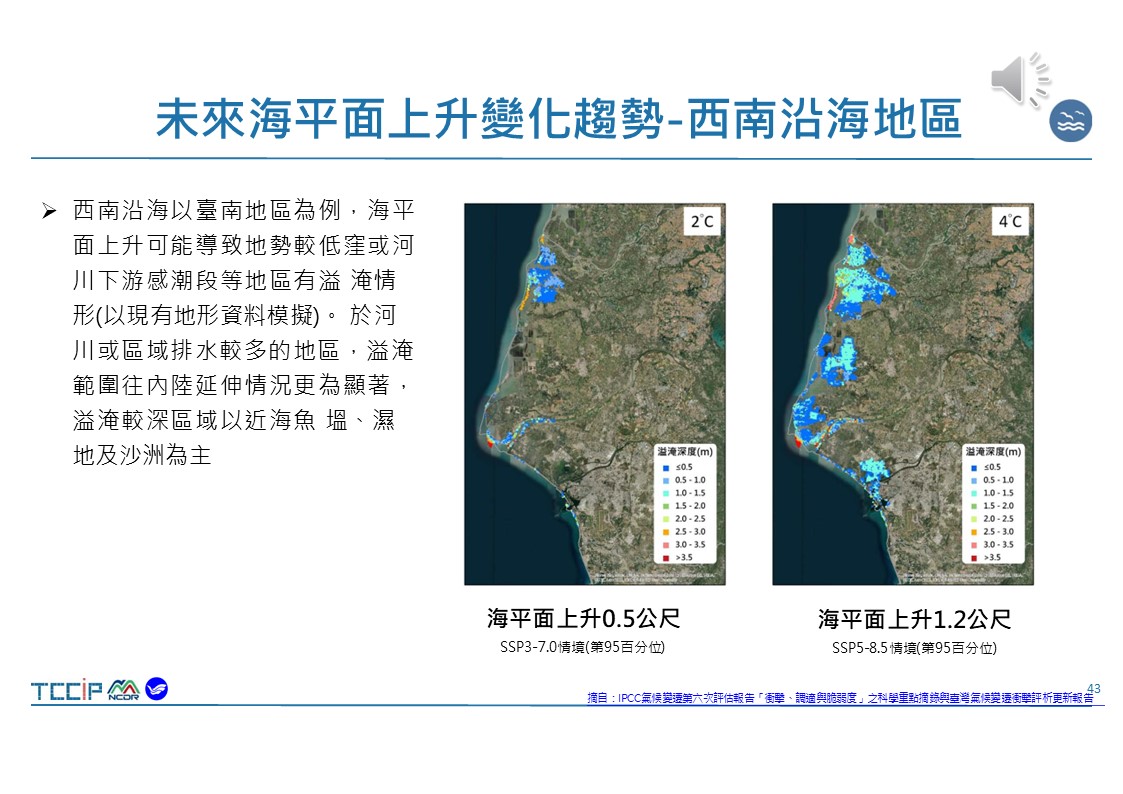 未來海平面上升變化趨勢-西南沿海地區
➢ 西南沿海以臺南地區為例，海平
面上升可能導致地勢較低窪或河
川下游感潮段等地區有溢 淹情
形(以現有地形資料模擬)。 於河
川或區域排水較多的地區，溢淹
範圍往內陸延伸情況更為顯著，
溢淹較深區域以近海魚 塭、濕
地及沙洲為主
2°C
溢淹深度(m)
≤0.5
0.5 - 1.0
1.0 - 1.5
1.5 - 2.0
2.0 - 2.5
2.5 - 3.0
3.0 - 3.5
>3.5
4°C
溢淹深度(m)
≤0.5
0.5 - 1.0
1.0 - 1.5
1.5 - 2.0
2.0 - 2.5
2.5 - 3.0
3.0 - 3.5
>3.5
海平面上升0.5公尺
SSP3-7.0情境(第95百分位)
海平面上升1.2公尺
SSP5-8.5情境(第95百分位)
TCCIP NCDR
43
摘自：IPCC氣候變遷第六次評估報告「衝擊、調適與脆弱度」之科學重點摘錄與臺灣氣候變遷衝擊評析更新報告